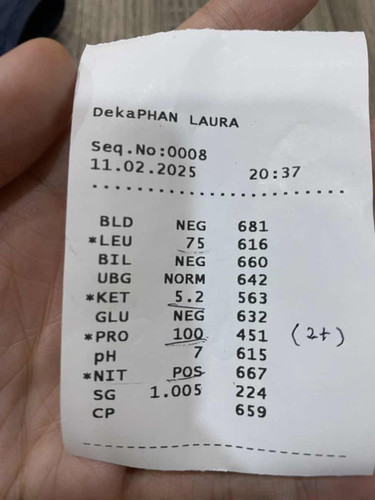 DekaPHAN LAURA
Seq.No:0008
11.02.2025 20:37
BLD NEG 681
*LEU 75 616
BIL NEG 660
UBG NORM 642
*KET 5.2 563
GLU NEG 632
*PRO 100 451 (2+)
pH 7 615
*NIT POS 667
SG 1.005 224
CP 659